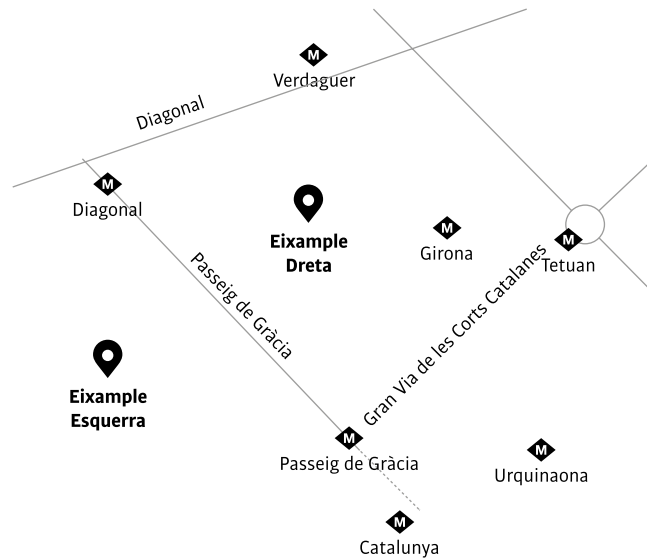 M
Verdaguer
Diagonal
M
Diagonal
Eixample
Dreta
M
Girona
M
Tetuan
Passeig de Gràcia
Gran Via de les Corts Catalanes
Eixample
Esquerra
M
Passeig de Gràcia
M
Urquinaona
M
Catalunya